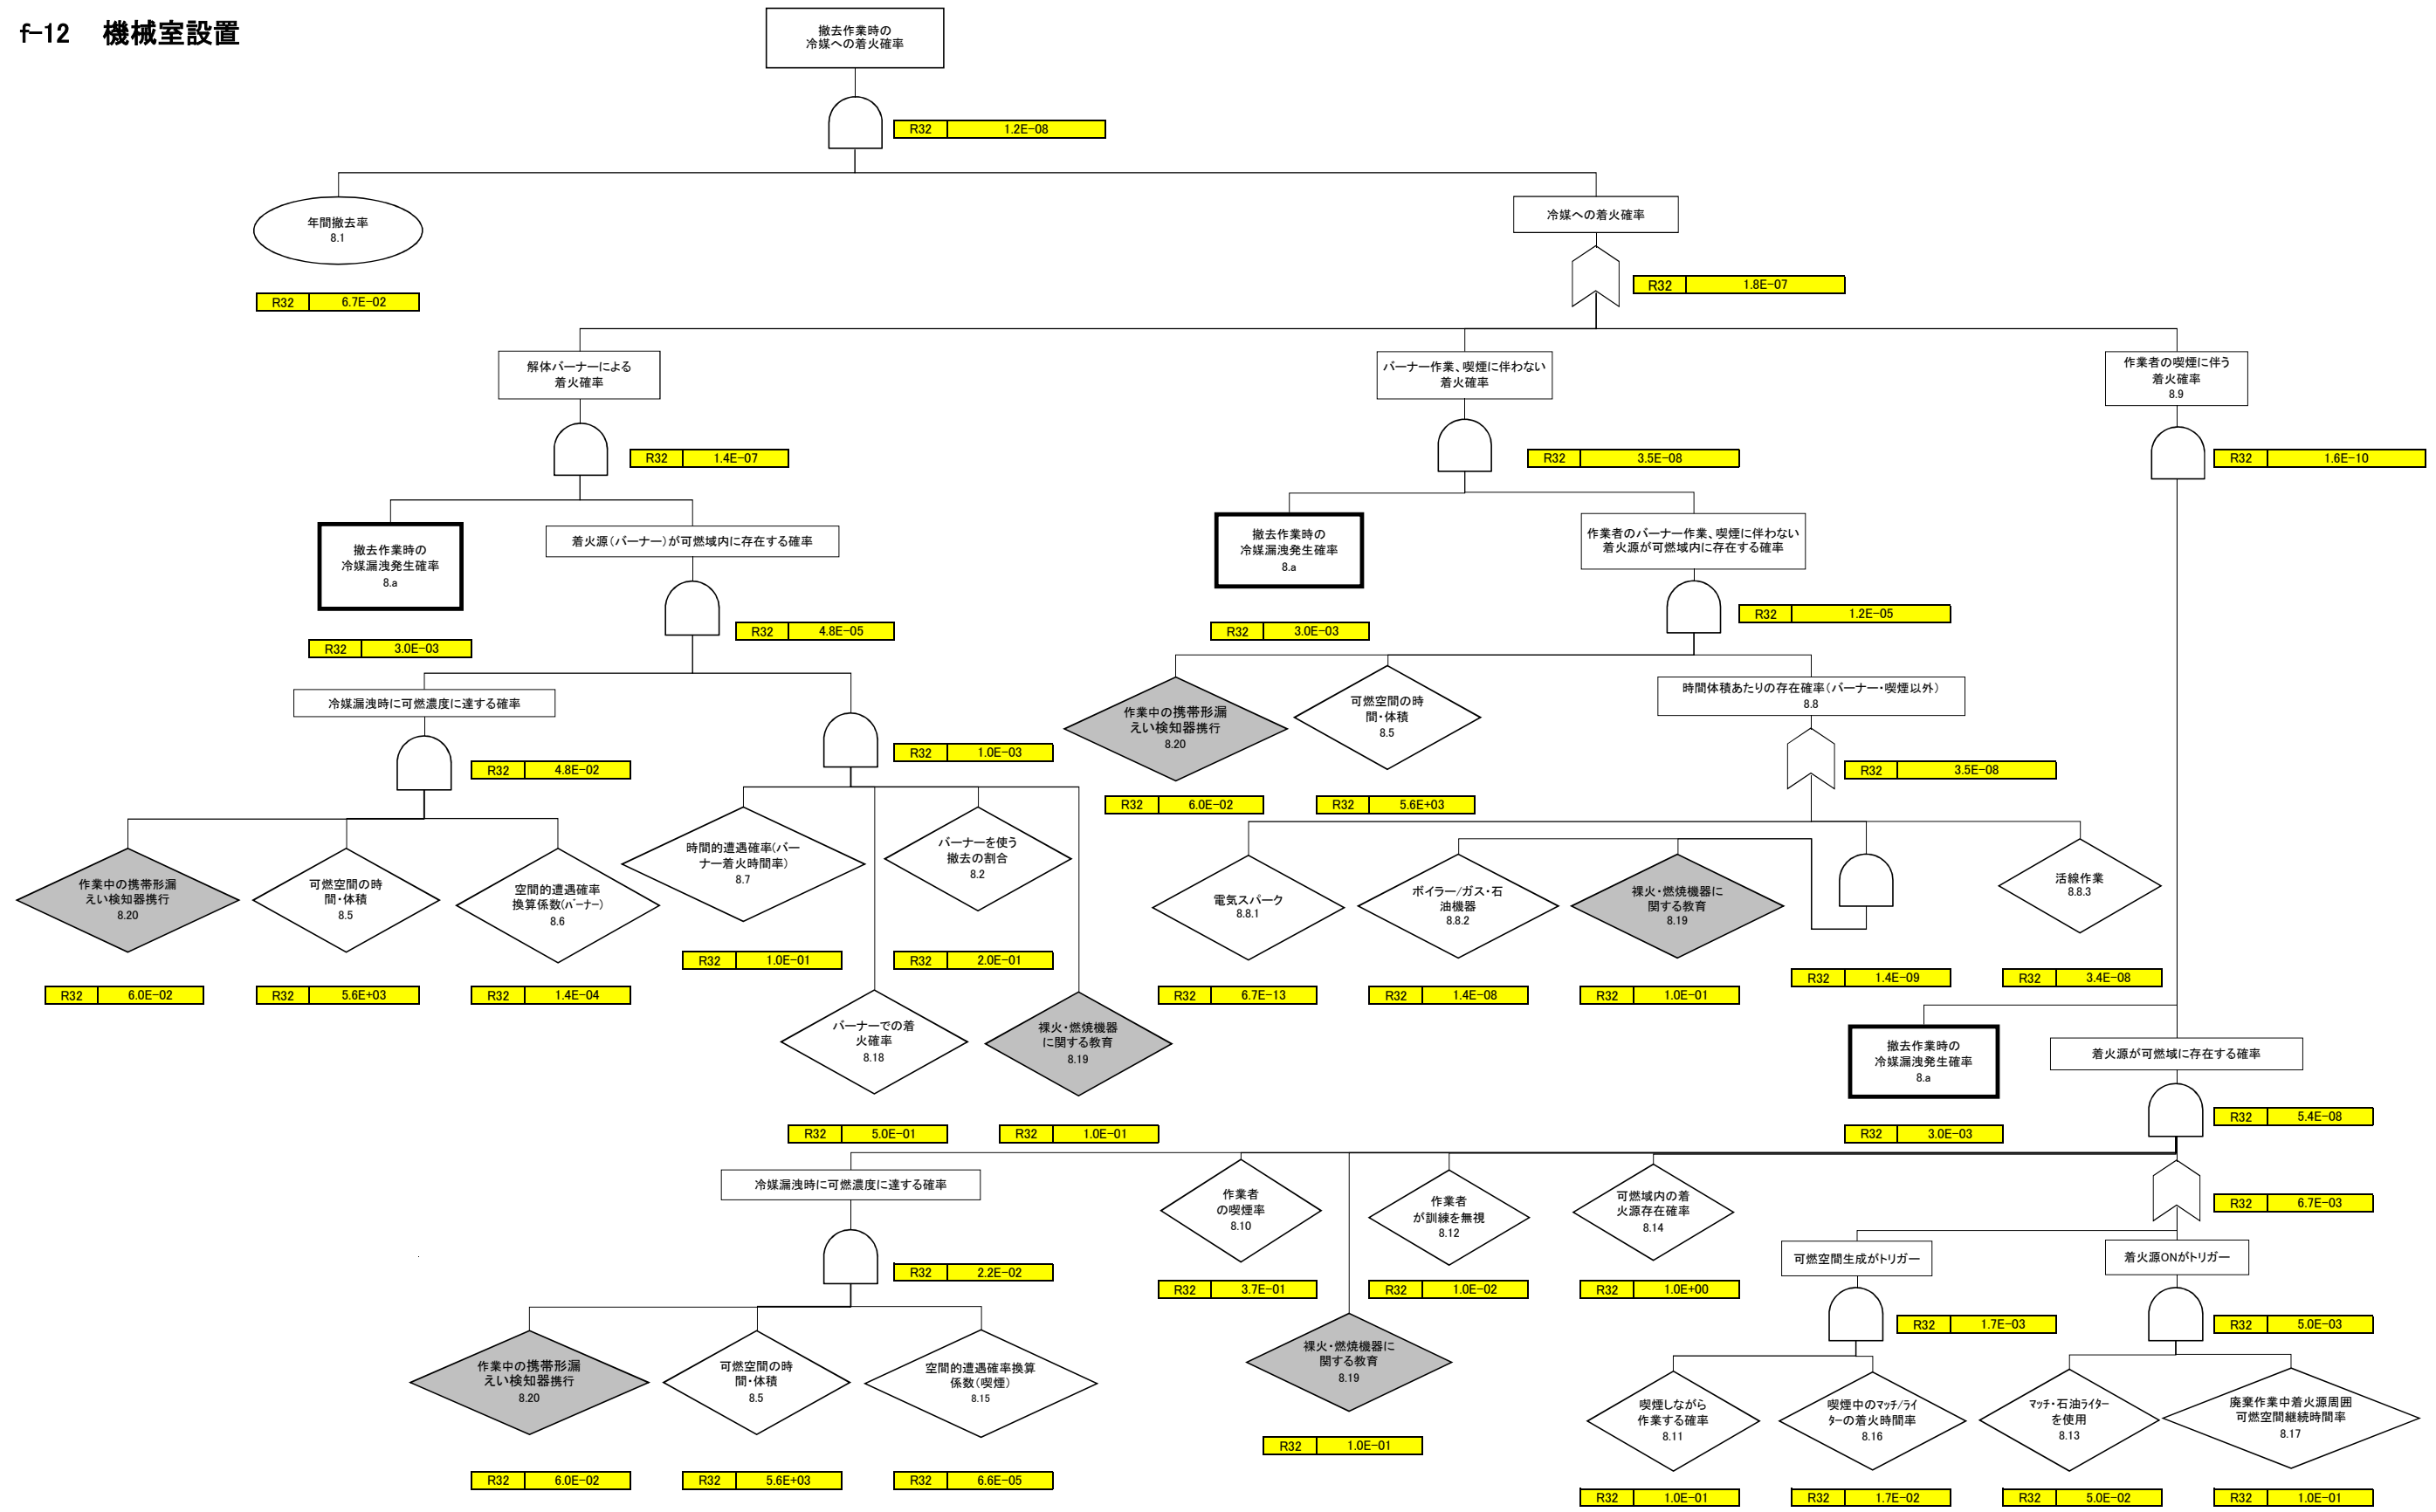 f-12 機械室設置
撤去作業時の
冷媒への着火確率
R32 1.2E-08
年間撤去率
8.1
R32 6.7E-02
冷媒への着火確率
R32 1.8E-07
解体バーナーによる
着火確率
R32 1.4E-07
バーナー作業、喫煙に伴わない
着火確率
R32 3.5E-08
作業者の喫煙に伴う
着火確率
8.9
R32 1.6E-10
撤去作業時の
冷媒漏洩発生確率
8.a
R32 3.0E-03
着火源(バーナー)が可燃域内に存在する確率
R32 4.8E-05
撤去作業時の
冷媒漏洩発生確率
8.a
R32 3.0E-03
作業者のバーナー作業、喫煙に伴わない
着火源が可燃域内に存在する確率
R32 1.2E-05
冷媒漏洩時に可燃濃度に達する確率
R32 4.8E-02
R32 1.0E-03
作業中の携帯形漏
えい検知器携行
8.20
R32 6.0E-02
可燃空間の時
間・体積
8.5
R32 5.6E+03
時間体積あたりの存在確率(バーナー・喫煙以外)
8.8
R32 3.5E-08
作業中の携帯形漏
えい検知器携行
8.20
R32 6.0E-02
可燃空間の時
間・体積
8.5
R32 5.6E+03
空間的遭遇確率
換算係数(バーナー)
8.6
R32 1.4E-04
時間的遭遇確率(バー
ナー着火時間率)
8.7
R32 1.0E-01
バーナーを使う
撤去の割合
8.2
R32 2.0E-01
バーナーでの着
火確率
8.18
R32 5.0E-01
裸火・燃焼機器
に関する教育
8.19
R32 1.0E-01
電気スパーク
8.8.1
R32 6.7E-13
ボイラー/ガス・石
油機器
8.8.2
R32 1.4E-08
裸火・燃焼機器に
関する教育
8.19
R32 1.0E-01
R32 1.4E-09
活線作業
8.8.3
R32 3.4E-08
撤去作業時の
冷媒漏洩発生確率
8.a
R32 3.0E-03
着火源が可燃域に存在する確率
R32 5.4E-08
冷媒漏洩時に可燃濃度に達する確率
R32 2.2E-02
作業者
の喫煙率
8.10
R32 3.7E-01
作業者
が訓練を無視
8.12
R32 1.0E-02
可燃域内の着
火源存在確率
8.14
R32 1.0E+00
R32 6.7E-03
可燃空間生成がトリガー
R32 1.7E-03
着火源ONがトリガー
R32 5.0E-03
作業中の携帯形漏
えい検知器携行
8.20
R32 6.0E-02
可燃空間の時
間・体積
8.5
R32 5.6E+03
空間的遭遇確率換算
係数(喫煙)
8.15
R32 6.6E-05
裸火・燃焼機器に
関する教育
8.19
R32 1.0E-01
喫煙しながら
作業する確率
8.11
R32 1.0E-01
喫煙中のマッチ/ライ
ターの着火時間率
8.16
R32 1.7E-02
マッチ・石油ライター
を使用
8.13
R32 5.0E-02
廃棄作業中着火源周囲
可燃空間継続時間率
8.17
R32 1.0E-01